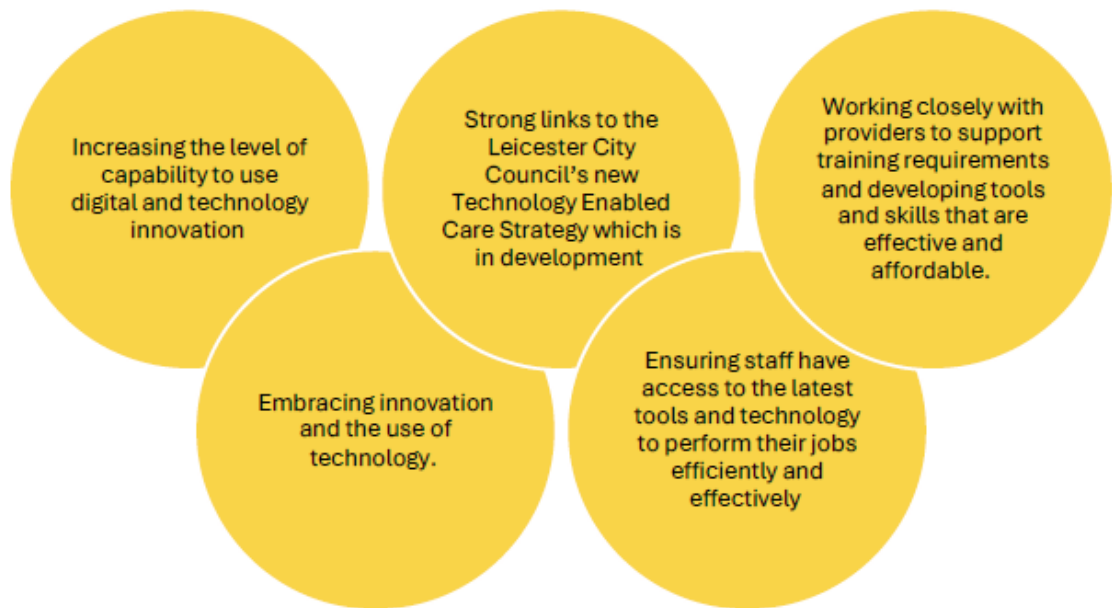 Increasing the level of
capability to use
digital and technology
innovation
Embracing innovation
and the use of
technology.
Strong links to the
Leicester City
Council's new
Technology Enabled
Care Strategy which is
in development
Ensuring staff have
access to the latest
tools and technology
to perform their jobs
efficiently and
effectively
Working closely with
providers to support
training requirements
and developing tools
and skills that are
effective and
affordable.